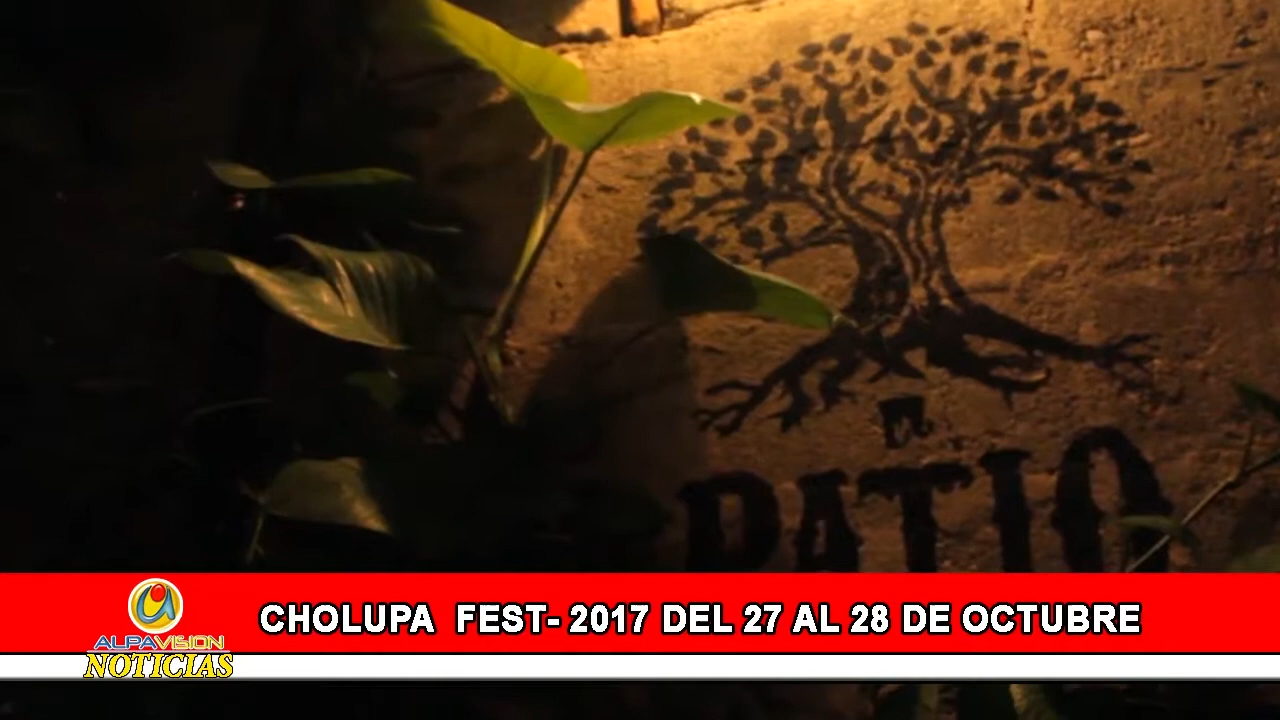 El
PATIO
CHOLUPA FEST- 2017 DEL 27 AL 28 DE OCTUBRE
ALPAVISION
NOTICIAS